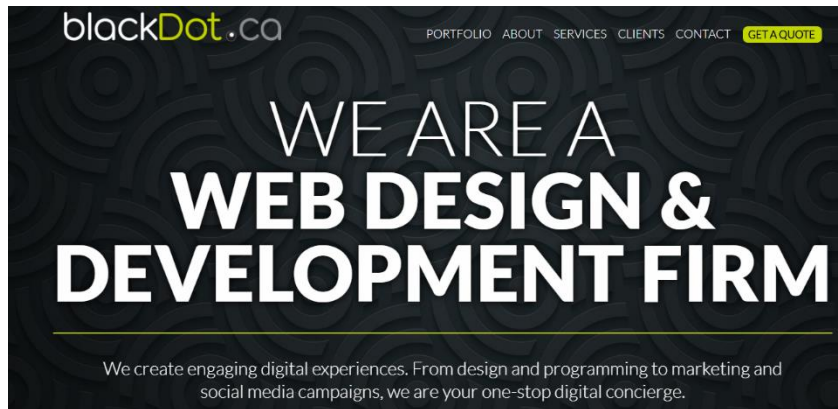 blackDot.ca
PORTFOLIO ABOUT SERVICES CLIENTS CONTACT GET A QUOTE
WE ARE A
WEB DESIGN &
DEVELOPMENT FIRM
We create engaging digital experiences. From design and programming to marketing and
social media campaigns, we are your one-stop digital concierge.